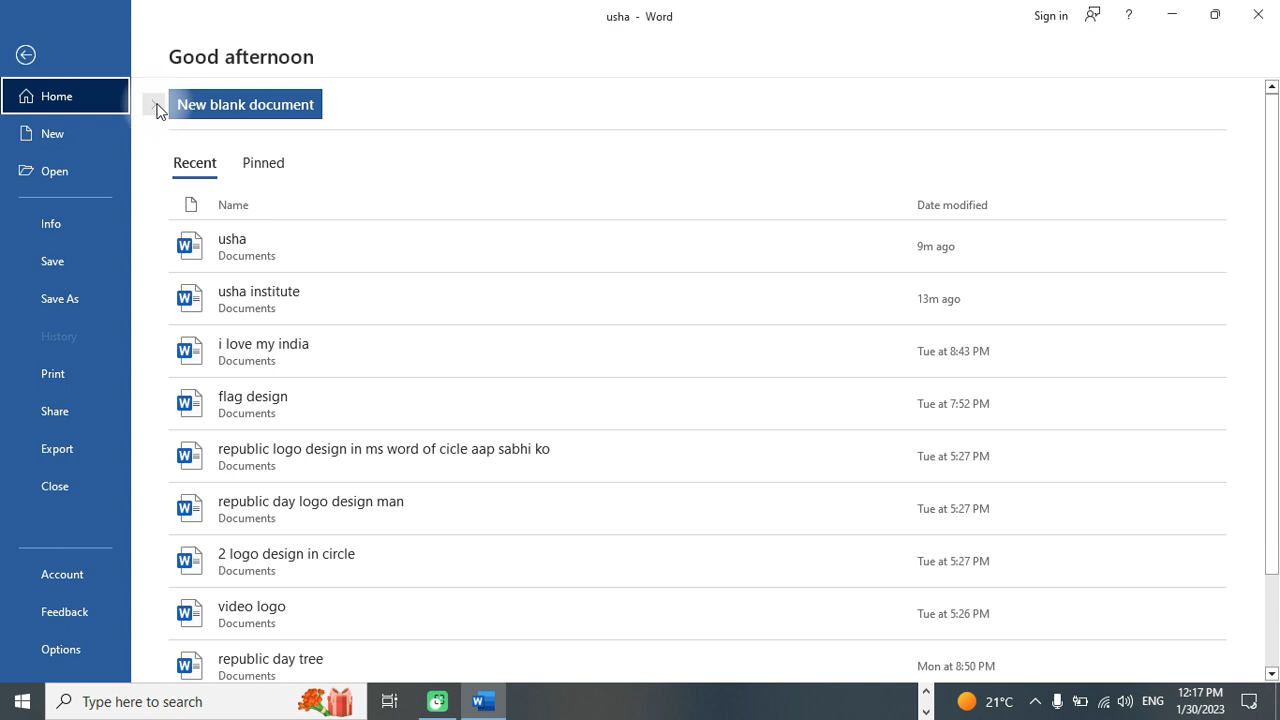 usha - Word
Sign in
?
Good afternoon
Home
New blank document
New
Recent Pinned
Open
Name Date modified
Info
usha
Documents
9m ago
Save
usha institute
Documents
13m ago
Save As
History
i love my india
Documents
Tue at 8:43 PM
Print
flag design
Documents
Tue at 7:52 PM
Share
republic logo design in ms word of cicle aap sabhi ko
Documents
Tue at 5:27 PM
Export
republic day logo design man
Documents
Tue at 5:27 PM
Close
2 logo design in circle
Documents
Tue at 5:27 PM
Account
video logo
Documents
Tue at 5:26 PM
Feedback
republic day tree
Documents
Mon at 8:50 PM
Options
Type here to search
21°C
ENG
12:17 PM
1/30/2023